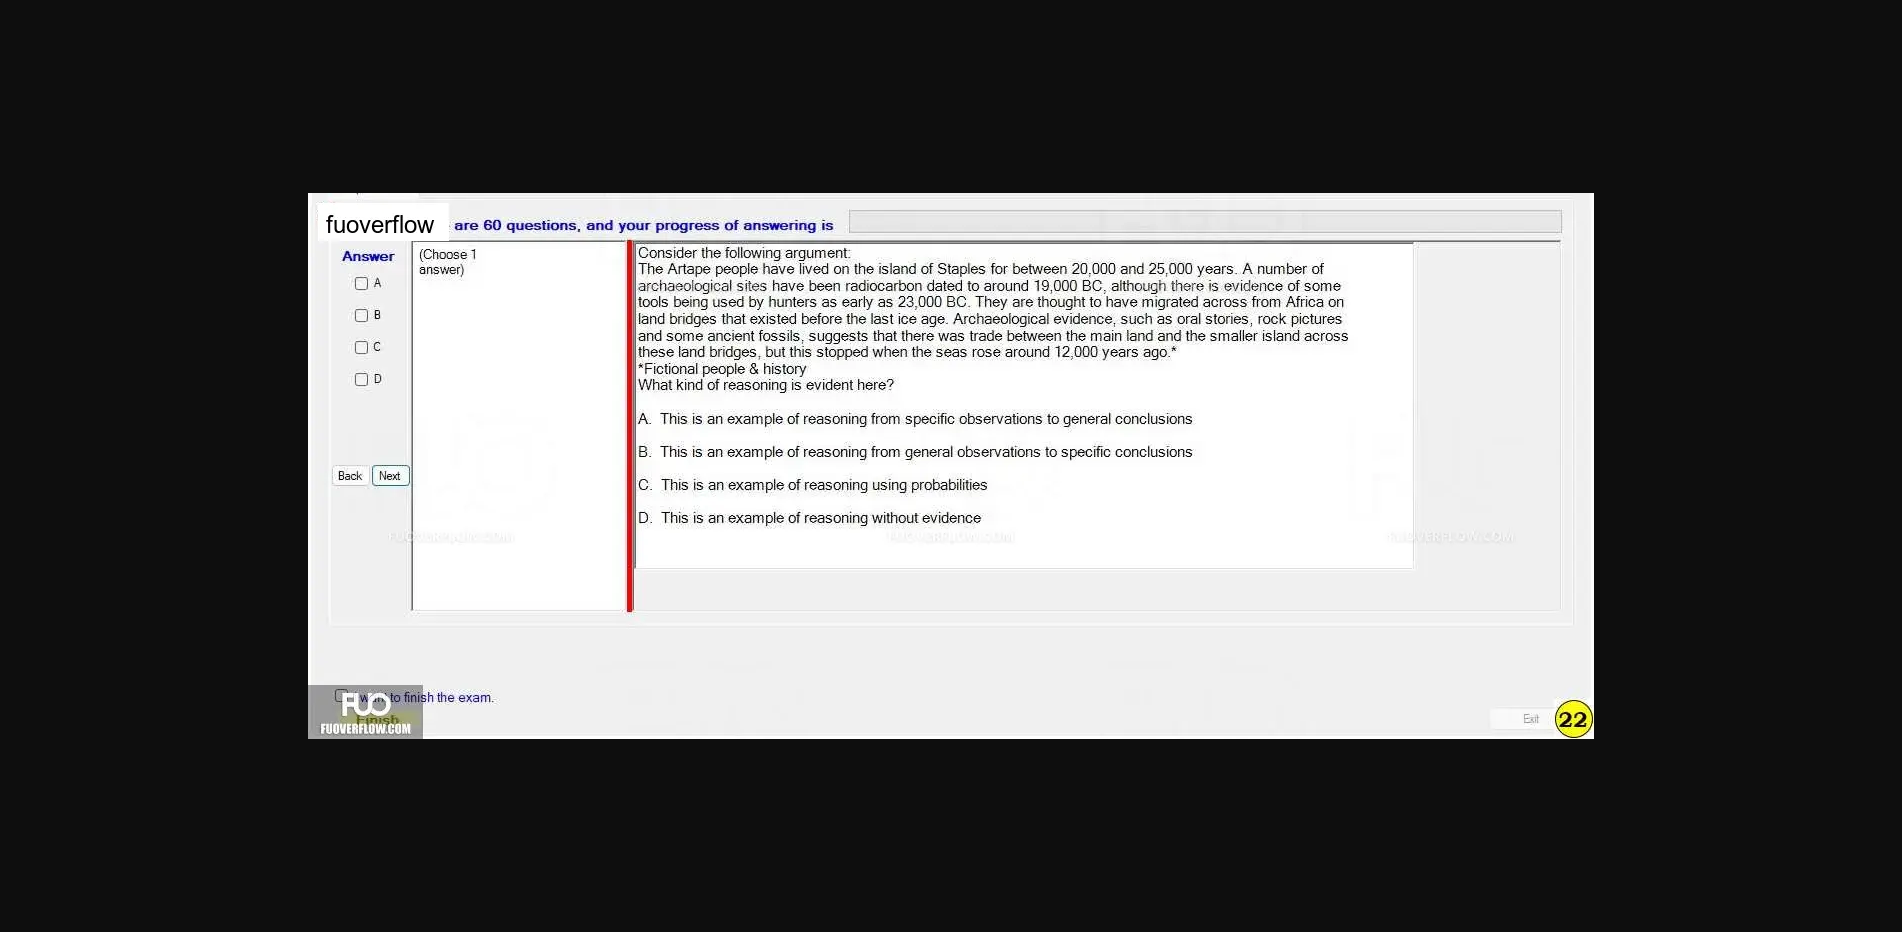 fuoverflow are 60 questions, and your progress of answering is
Answer
(Choose 1
answer)
A
B
C
D
Back Next
Consider the following argument:
The Artape people have lived on the island of Staples for between 20,000 and 25,000 years. A number of
archaeological sites have been radiocarbon dated to around 19,000 BC, although there is evidence of some
tools being used by hunters as early as 23,000 BC. They are thought to have migrated across from Africa on
land bridges that existed before the last ice age. Archaeological evidence, such as oral stories, rock pictures
and some ancient fossils, suggests that there was trade between the main land and the smaller island across
these land bridges, but this stopped when the seas rose around 12,000 years ago.*
*Fictional people & history
What kind of reasoning is evident here?
A. This is an example of reasoning from specific observations to general conclusions
B. This is an example of reasoning from general observations to specific conclusions
C. This is an example of reasoning using probabilities
D. This is an example of reasoning without evidence
FUOVERFLOW.COM FUOVERFLOW.COM FUOVERFLOW.COM
I want to finish the exam.
FUO
Finish
FUOVERFLOW.COM
Exit 22